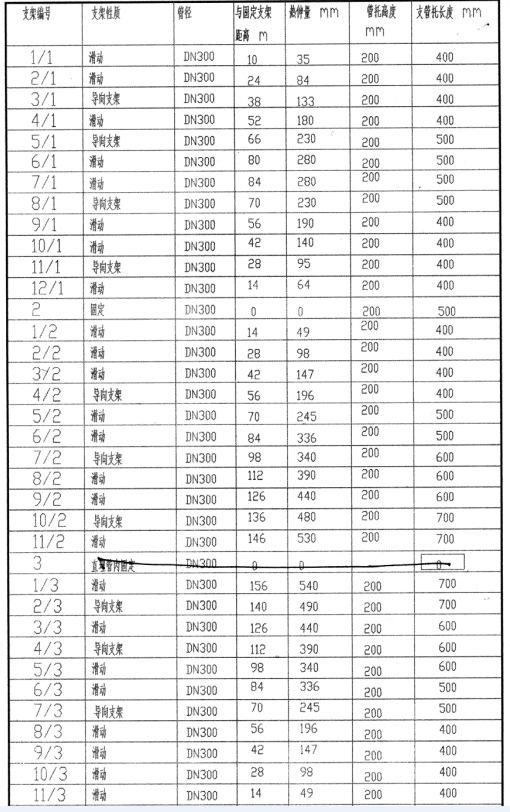 支架编号 支架性质 管径 与固定支架距离 M 热伸量 MM 管托高度 MM 支管托长度 MM
1/1 滑动 DN300 10 35 200 400
2/1 滑动 DN300 24 84 200 400
3/1 导向支架 DN300 38 133 200 400
4/1 滑动 DN300 52 180 200 400
5/1 导向支架 DN300 66 230 200 500
6/1 滑动 DN300 80 280 200 500
7/1 滑动 DN300 84 280 200 500
8/1 导向支架 DN300 70 230 200 500
9/1 滑动 DN300 56 190 200 400
10/1 滑动 DN300 42 140 200 400
11/1 导向支架 DN300 28 95 200 400
12/1 滑动 DN300 14 64 200 400
2 固定 DN300 0 0 200 500
1/2 滑动 DN300 14 49 200 400
2/2 滑动 DN300 28 98 200 400
3/2 滑动 DN300 42 147 200 400
4/2 导向支架 DN300 56 196 200 400
5/2 滑动 DN300 70 245 200 500
6/2 滑动 DN300 84 336 200 500
7/2 导向支架 DN300 98 340 200 600
8/2 滑动 DN300 112 390 200 600
9/2 滑动 DN300 126 440 200 600
10/2 导向支架 DN300 136 480 200 700
11/2 滑动 DN300 146 530 200 700
3 直埋管内固定 DN300 0 0 0
1/3 滑动 DN300 156 540 200 700
2/3 导向支架 DN300 140 490 200 700
3/3 滑动 DN300 126 440 200 600
4/3 导向支架 DN300 112 390 200 600
5/3 滑动 DN300 98 340 200 600
6/3 滑动 DN300 84 336 200 500
7/3 导向支架 DN300 70 245 200 500
8/3 滑动 DN300 56 196 200 400
9/3 滑动 DN300 42 147 200 400
10/3 滑动 DN300 28 98 200 400
11/3 滑动 DN300 14 49 200 400